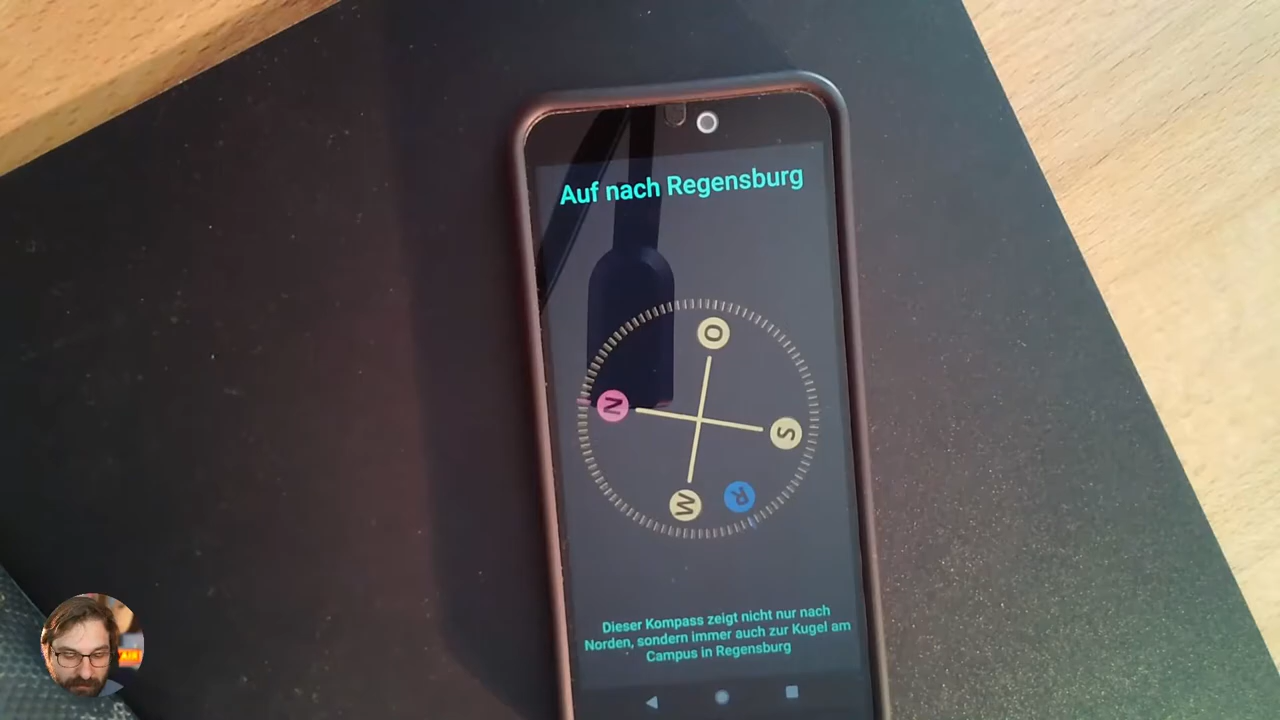 Auf nach Regensburg
O
N
S
W
R
Dieser Kompass zeigt nicht nur nach
Norden, sondern immer auch zur Kugel am
Campus in Regensburg